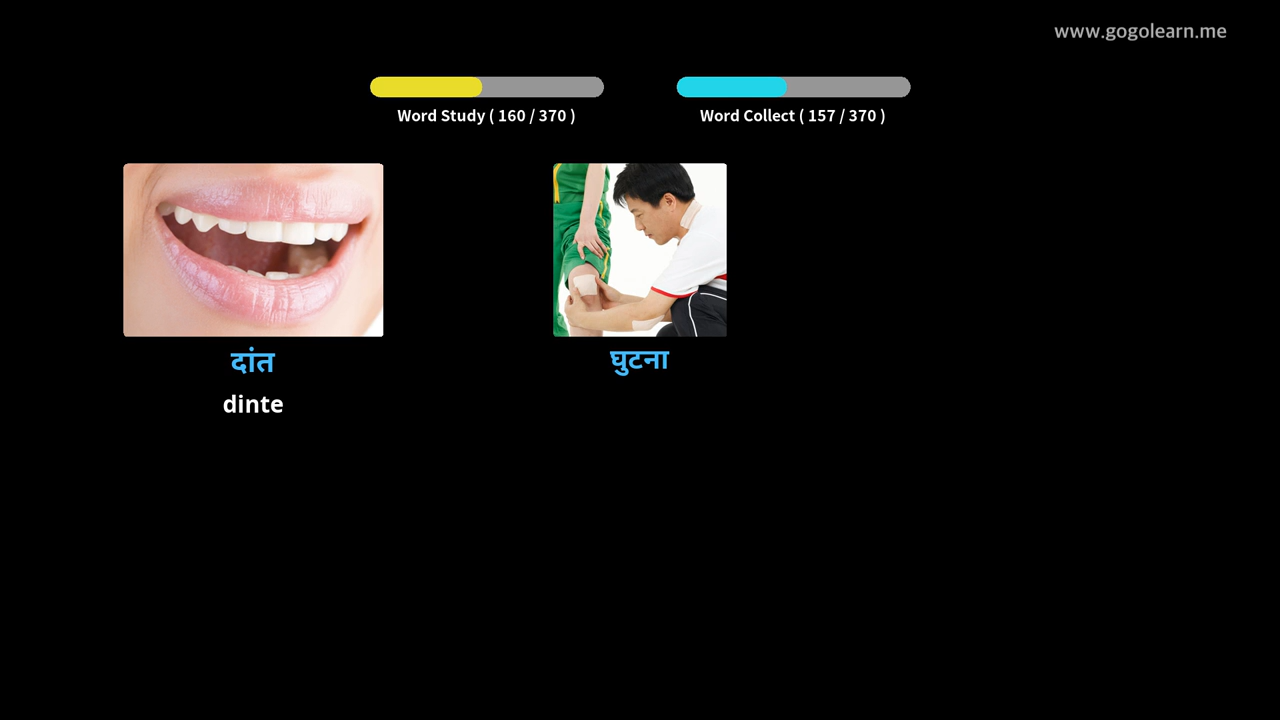 www.gogolearn.me
Word Study ( 160 / 370 )
Word Collect ( 157 / 370 )
दांत
घुटना
dinte